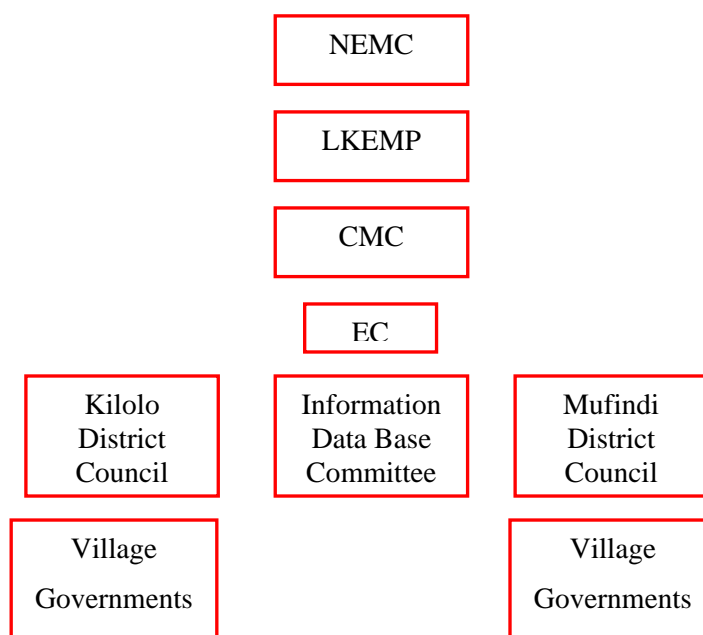 NEMC
LKEMP
CMC
EC
Kilolo
District
Council
Information
Data Base
Committee
Mufindi
District
Council
Village
Governments
Village
Governments